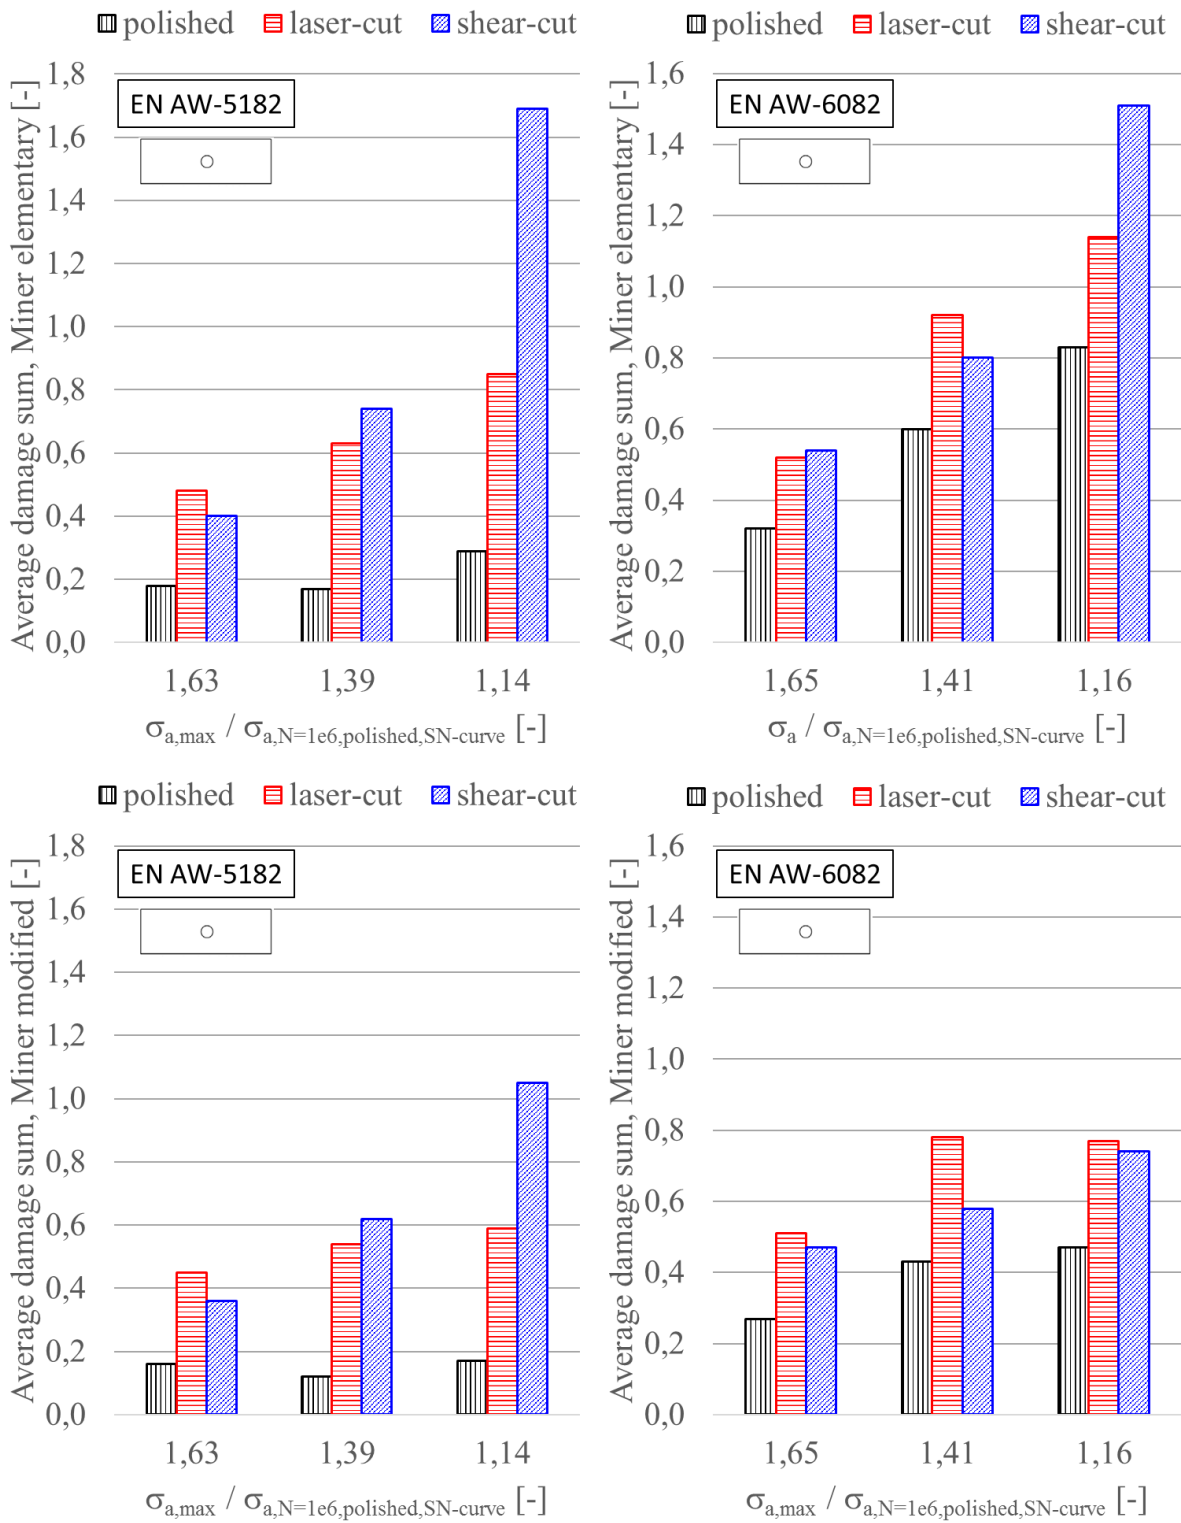 polished laser-cut shear-cut
Average damage sum, Miner elementary [-]
1,8
1,6
1,4
1,2
1,0
0,8
0,6
0,4
0,2
0,0
EN AW-5182
1,63 1,39 1,14
σa,max / σa,N=1e6,polished,SN-curve [-]
polished laser-cut shear-cut
Average damage sum, Miner elementary [-]
1,6
1,4
1,2
1,0
0,8
0,6
0,4
0,2
0,0
EN AW-6082
1,65 1,41 1,16
σa / σa,N=1e6,polished,SN-curve [-]
polished laser-cut shear-cut
Average damage sum, Miner modified [-]
1,8
1,6
1,4
1,2
1,0
0,8
0,6
0,4
0,2
0,0
EN AW-5182
1,63 1,39 1,14
σa,max / σa,N=1e6,polished,SN-curve [-]
polished laser-cut shear-cut
Average damage sum, Miner modified [-]
1,6
1,4
1,2
1,0
0,8
0,6
0,4
0,2
0,0
EN AW-6082
1,65 1,41 1,16
σa,max / σa,N=1e6,polished,SN-curve [-]